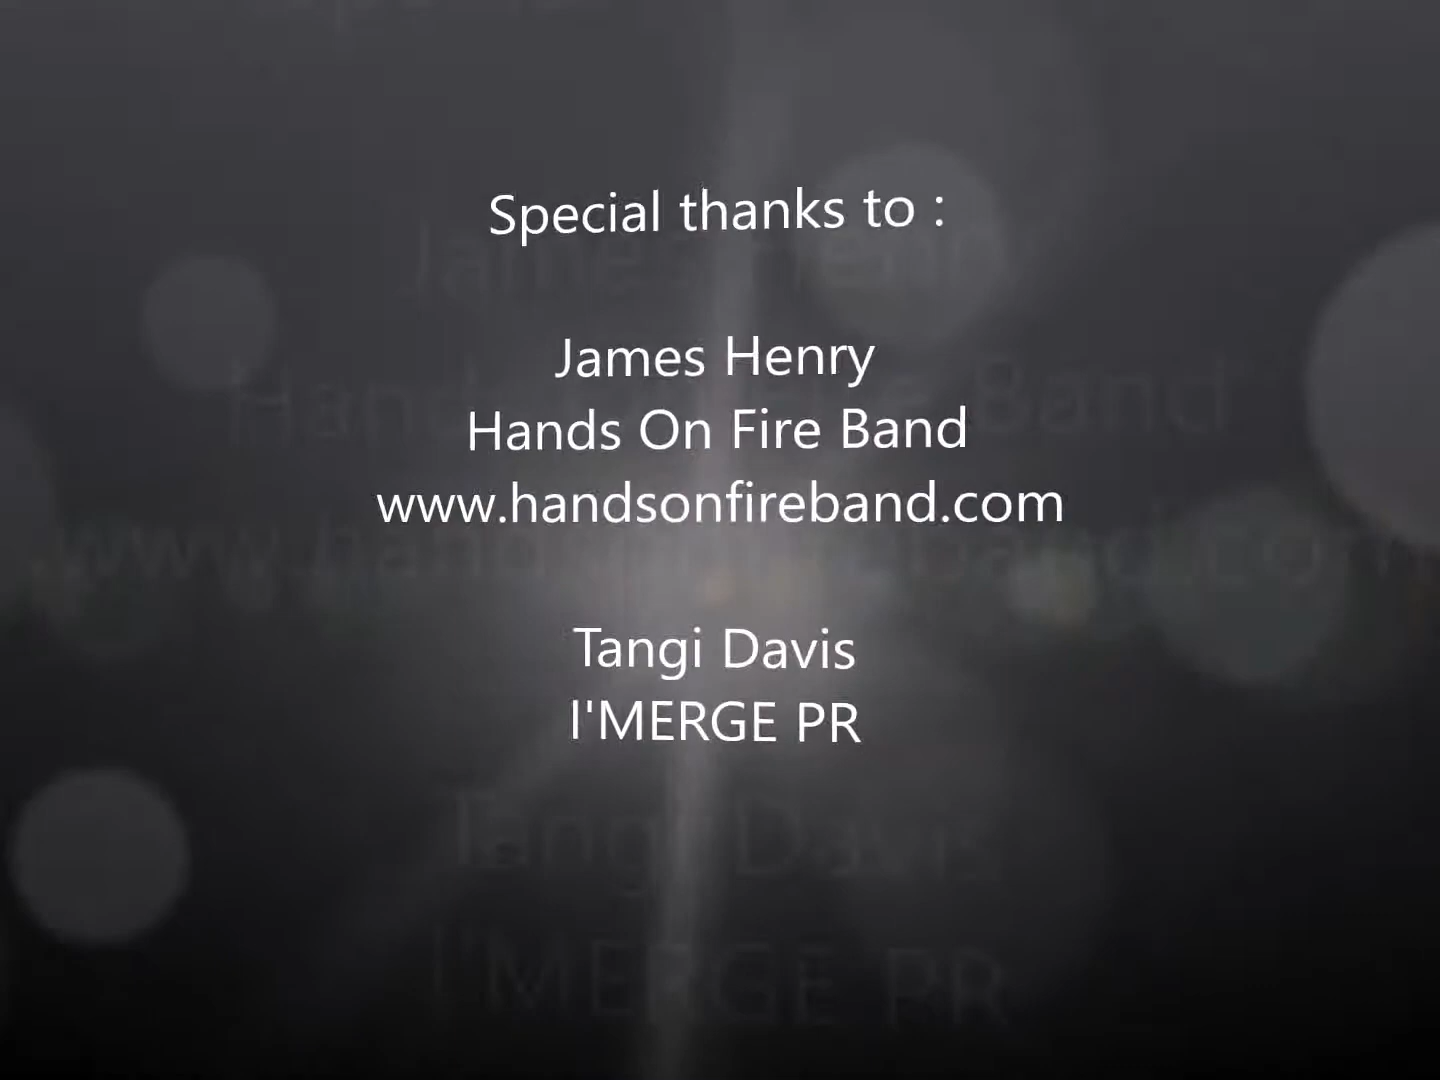 Special thanks to :
James Henry
Hands On Fire Band
www.handsonfireband.com
Tangi Davis
I'MERGE PR